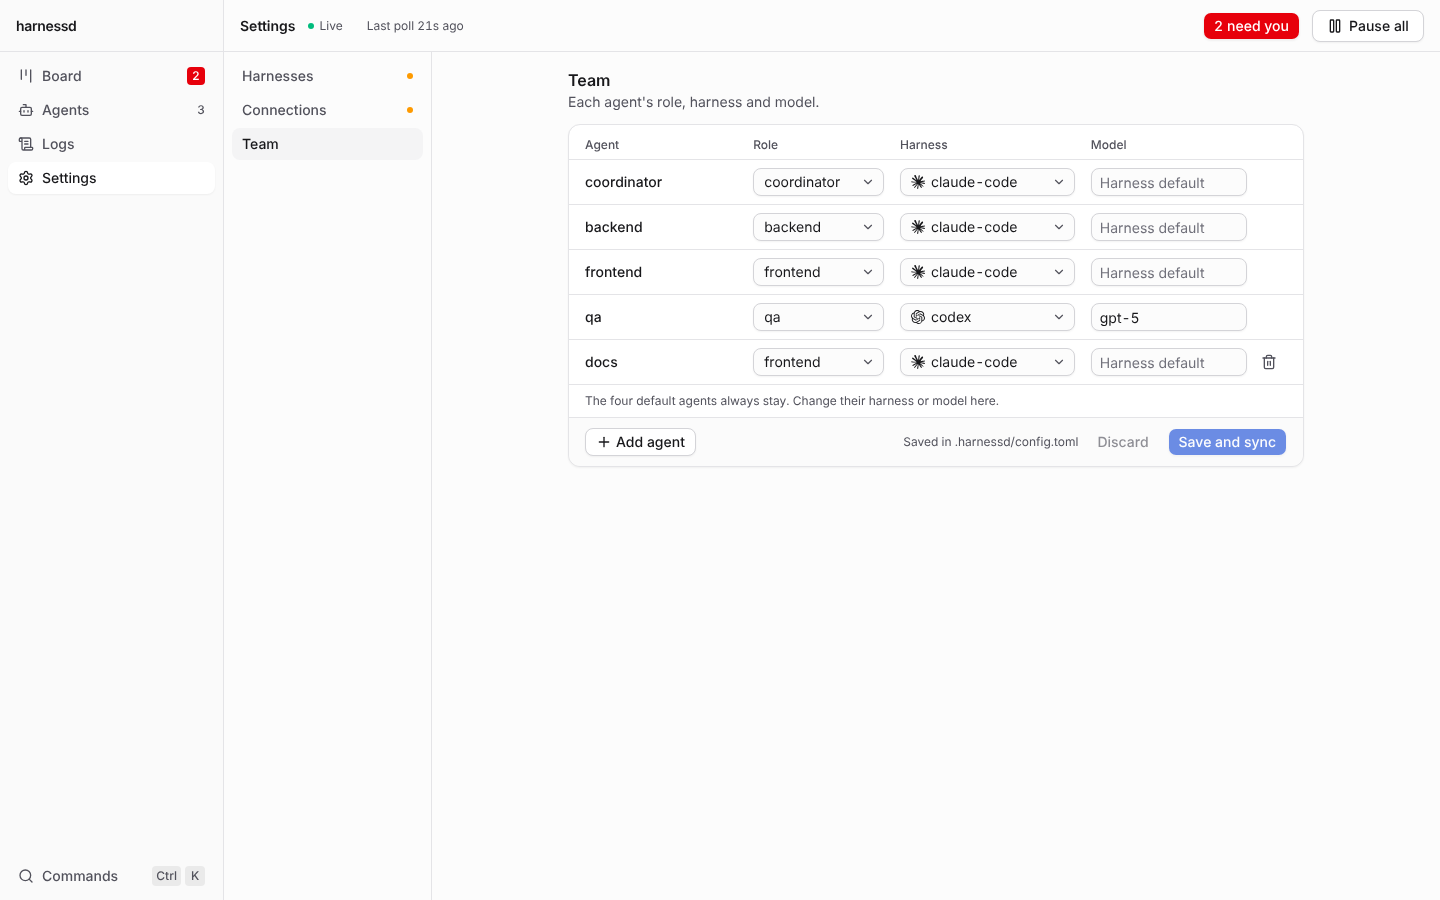 harnessd
Settings
Live
Last poll 21s ago
2 need you
Pause all
Board
2
Agents
3
Logs
Settings
Commands
Ctrl
K
Harnesses
Connections
Team
Team
Each agent's role, harness and model.
Agent
Role
Harness
Model
coordinator
coordinator
claude-code
Harness default
backend
backend
claude-code
Harness default
frontend
frontend
claude-code
Harness default
qa
qa
codex
gpt-5
docs
frontend
claude-code
Harness default
The four default agents always stay. Change their harness or model here.
Add agent
Saved in .harnessd/config.toml
Discard
Save and sync